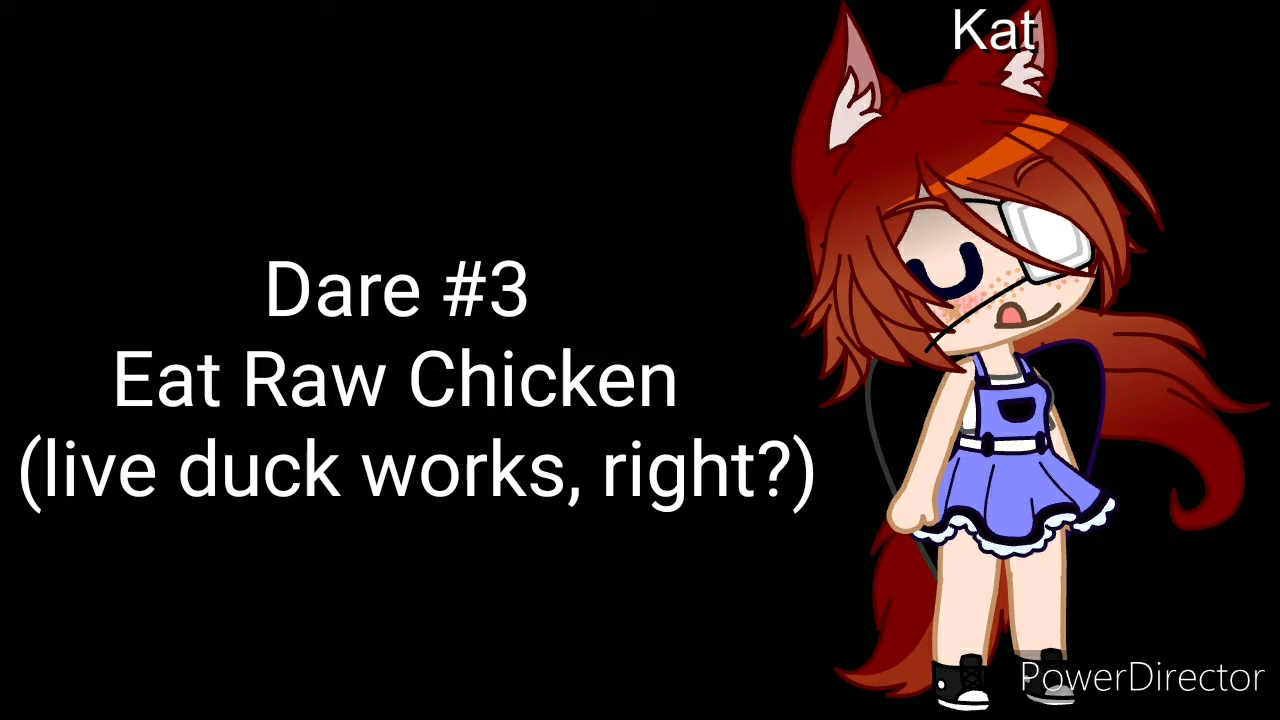 Kat
Dare #3
Eat Raw Chicken
(live duck works, right?)
PowerDirector